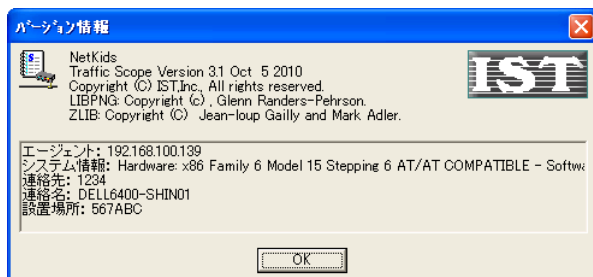 バージョン情報
NetKids
Traffic Scope Version 3.1 Oct 5 2010
Copyright (C) IST,Inc., All rights reserved.
LIBPNG: Copyright (c) , Glenn Randers-Pehrson.
ZLIB: Copyright (C) Jean-loup Gailly and Mark Adler.
IST
エージェント: 192.168.100.139
システム情報: Hardware: x86 Family 6 Model 15 Stepping 6 AT/AT COMPATIBLE - Softwa
連絡先: 1234
連絡名: DELL6400-SHIN01
設置場所: 567ABC
OK